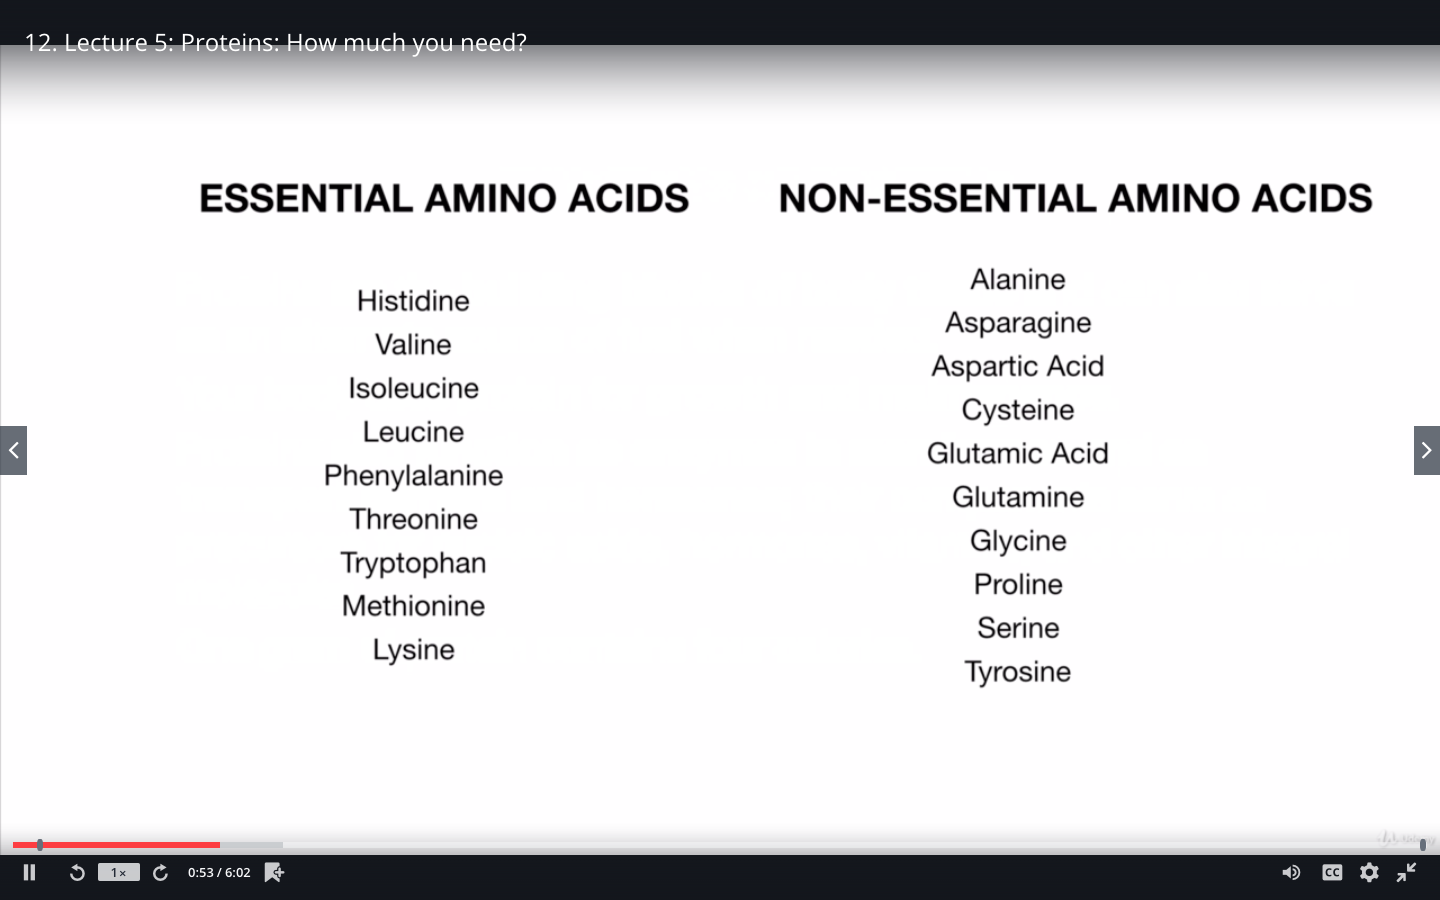 12. Lecture 5: Proteins: How much you need?
ESSENTIAL AMINO ACIDS
Histidine
Valine
Isoleucine
Leucine
Phenylalanine
Threonine
Tryptophan
Methionine
Lysine
NON-ESSENTIAL AMINO ACIDS
Alanine
Asparagine
Aspartic Acid
Cysteine
Glutamic Acid
Glutamine
Glycine
Proline
Serine
Tyrosine
1×
0:53 / 6:02
CC